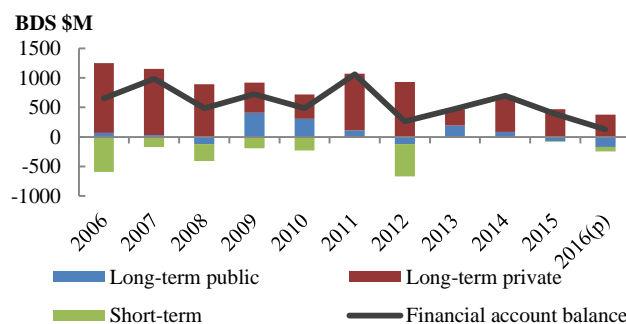 BDS $M
1500
1000
500
0
-500
-1000
2006
2007
2008
2009
2010
2011
2012
2013
2014
2015
2016(p)
Long-term public
Long-term private
Short-term
Financial account balance